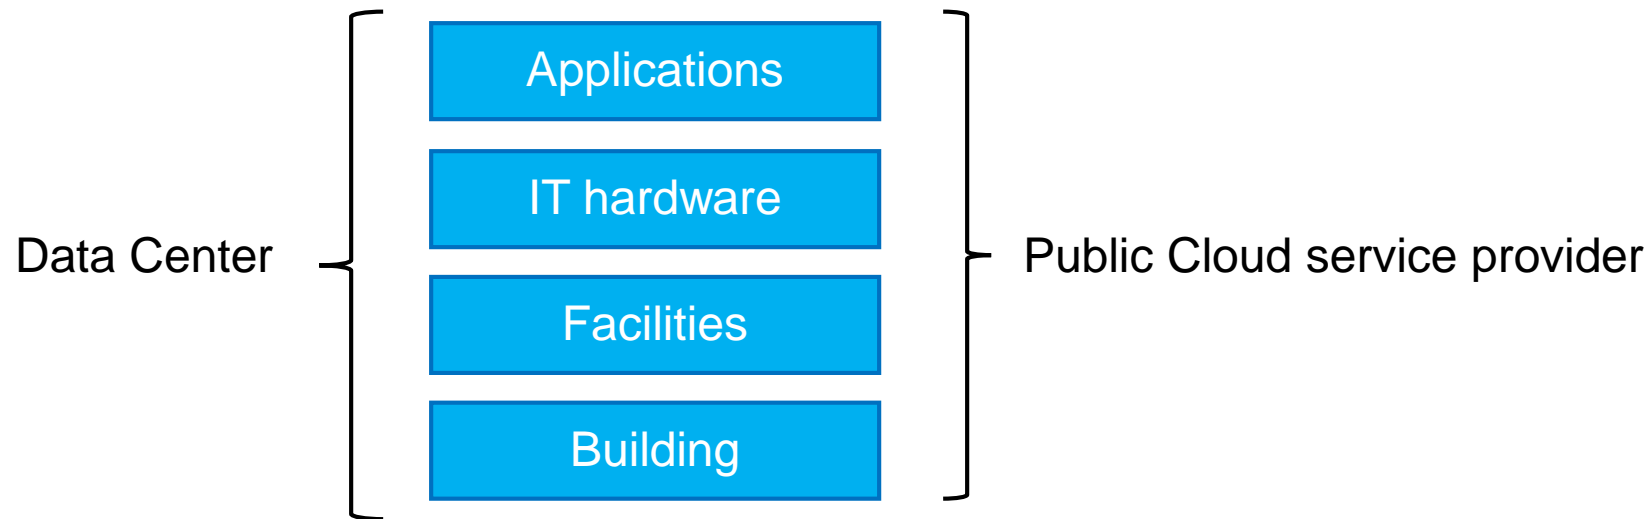 Applications
IT hardware
Data Center
Public Cloud service provider
Facilities
Building